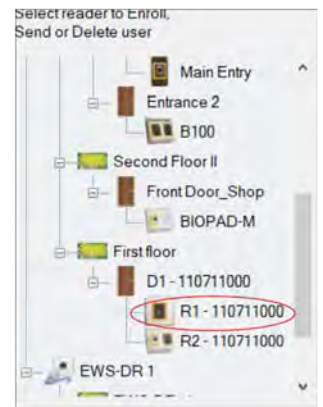 Select reader to Enroll,
Send or Delete user
Main Entry
Entrance 2
B100
Second Floor II
Front Door_Shop
BIOPAD-M
First floor
D1 - 110711000
R1 - 110711000
R2 - 110711000
EWS-DR 1